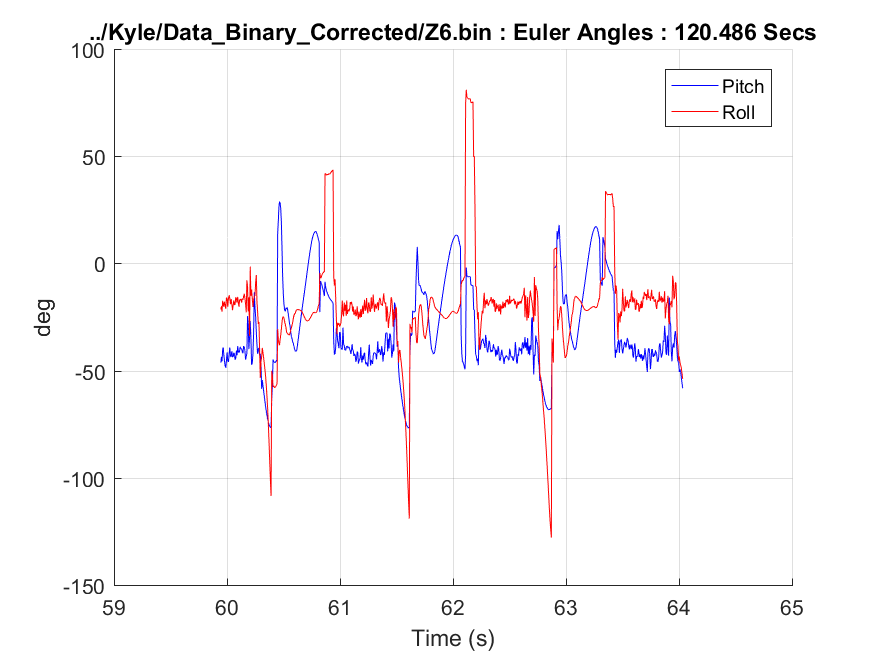 ../Kyle/Data_Binary_Corrected/Z6.bin : Euler Angles : 120.486 Secs
100
50
0
-50
-100
-150
deg
Pitch
Roll
59
60
61
62
63
64
65
Time (s)